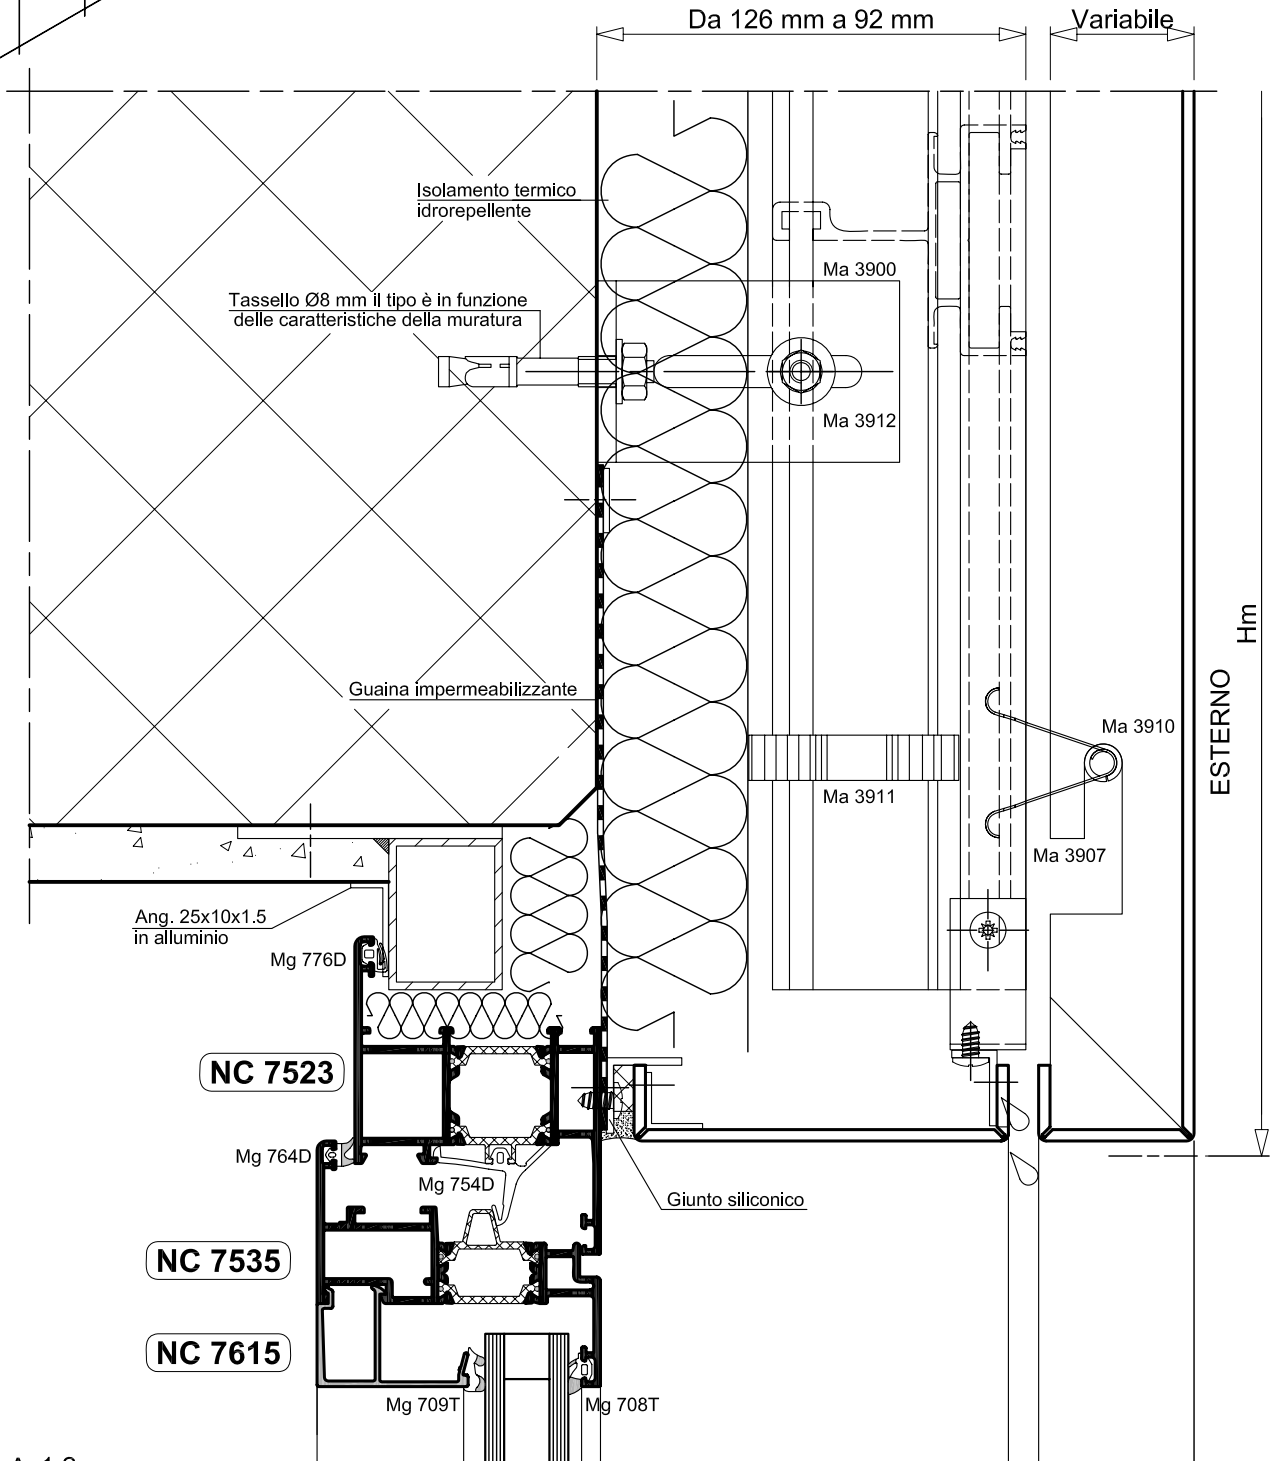 Da 126 mm a 92 mm
Variabile
Isolamento termico
idrorepellente
Ma 3900
Tassello Ø8 mm il tipo è in funzione
delle caratteristiche della muratura
Ma 3912
Hm
Guaina impermeabilizzante
ESTERNO
Ma 3910
Ma 3911
Ma 3907
Ang. 25x10x1.5
in alluminio
Mg 776D
NC 7523
Mg 764D
Mg 754D
Giunto siliconico
NC 7535
NC 7615
Mg 709T
Mg 708T